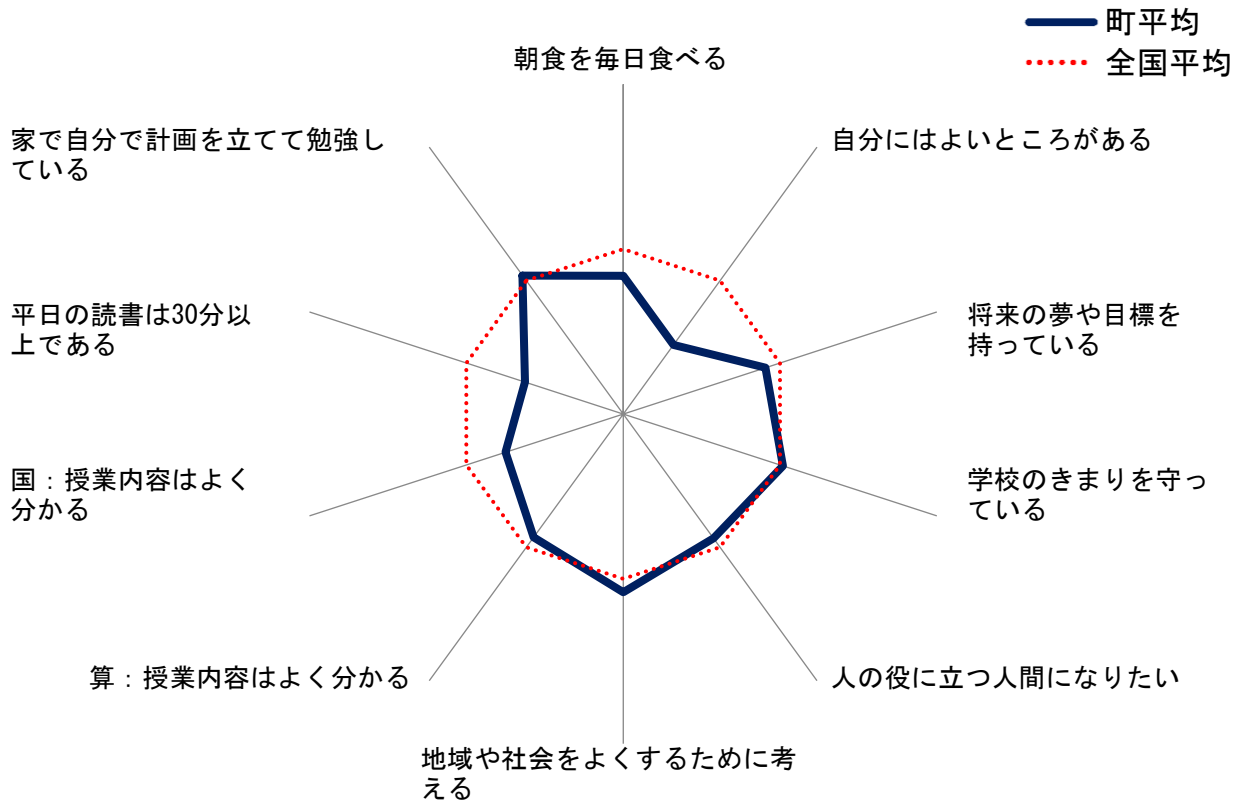 町平均
全国平均
朝食を毎日食べる
自分にはよいところがある
将来の夢や目標を
持っている
学校のきまりを守っ
ている
人の役に立つ人間になりたい
地域や社会をよくするために考
える
算：授業内容はよく分かる
国：授業内容はよく
分かる
平日の読書は30分以
上である
家で自分で計画を立てて勉強し
ている